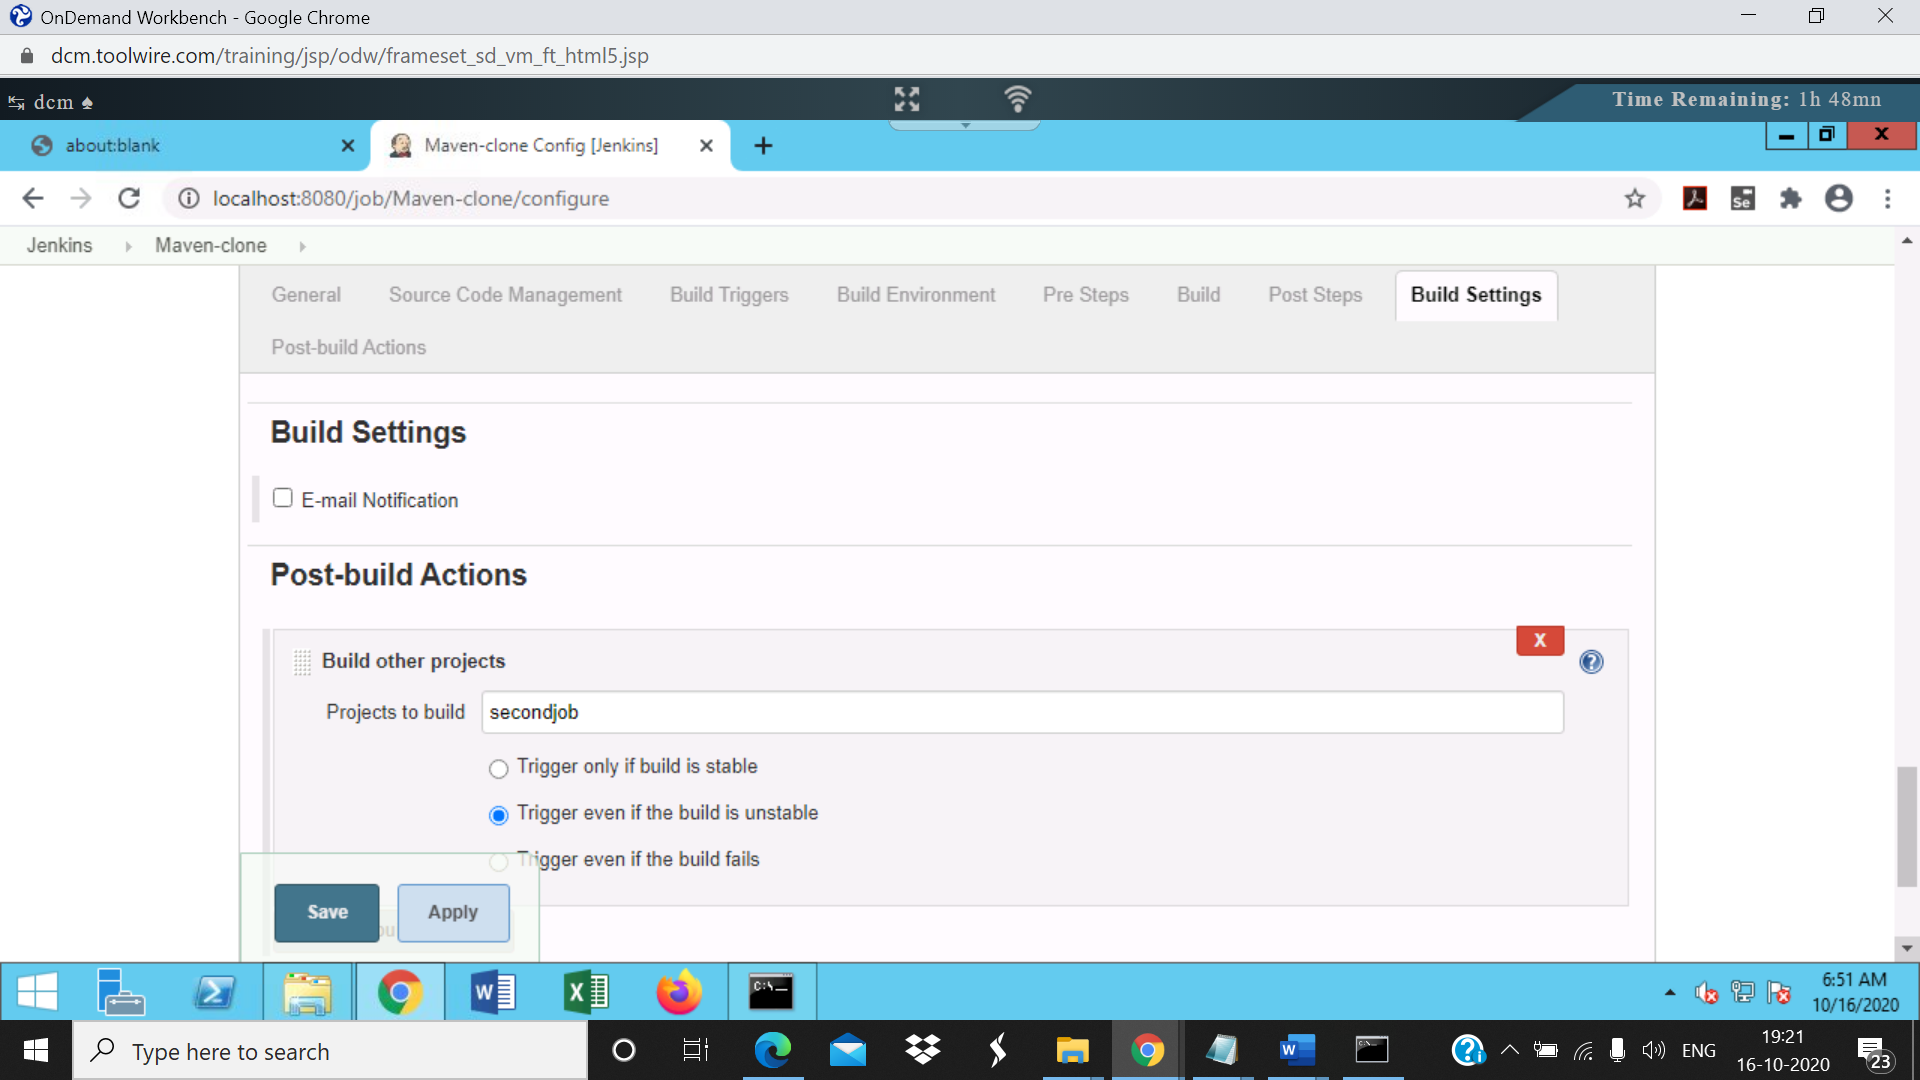 OnDemand Workbench - Google Chrome
dcm.toolwire.com/training/jsp/odw/frameset_sd_vm_ft_html5.jsp
dcm
Time Remaining: 1h 48mn
about:blank
Maven-clone Config [Jenkins]
localhost:8080/job/Maven-clone/configure
Se
Jenkins
Maven-clone
General
Source Code Management
Build Triggers
Build Environment
Pre Steps
Build
Post Steps
Build Settings
Post-build Actions
Build Settings
E-mail Notification
Post-build Actions
X
Build other projects
?
Projects to build
secondjob
Trigger only if build is stable
Trigger even if the build is unstable
Trigger even if the build fails
Save
Apply
6:51 AM
10/16/2020
Type here to search
ENG
19:21
16-10-2020
23